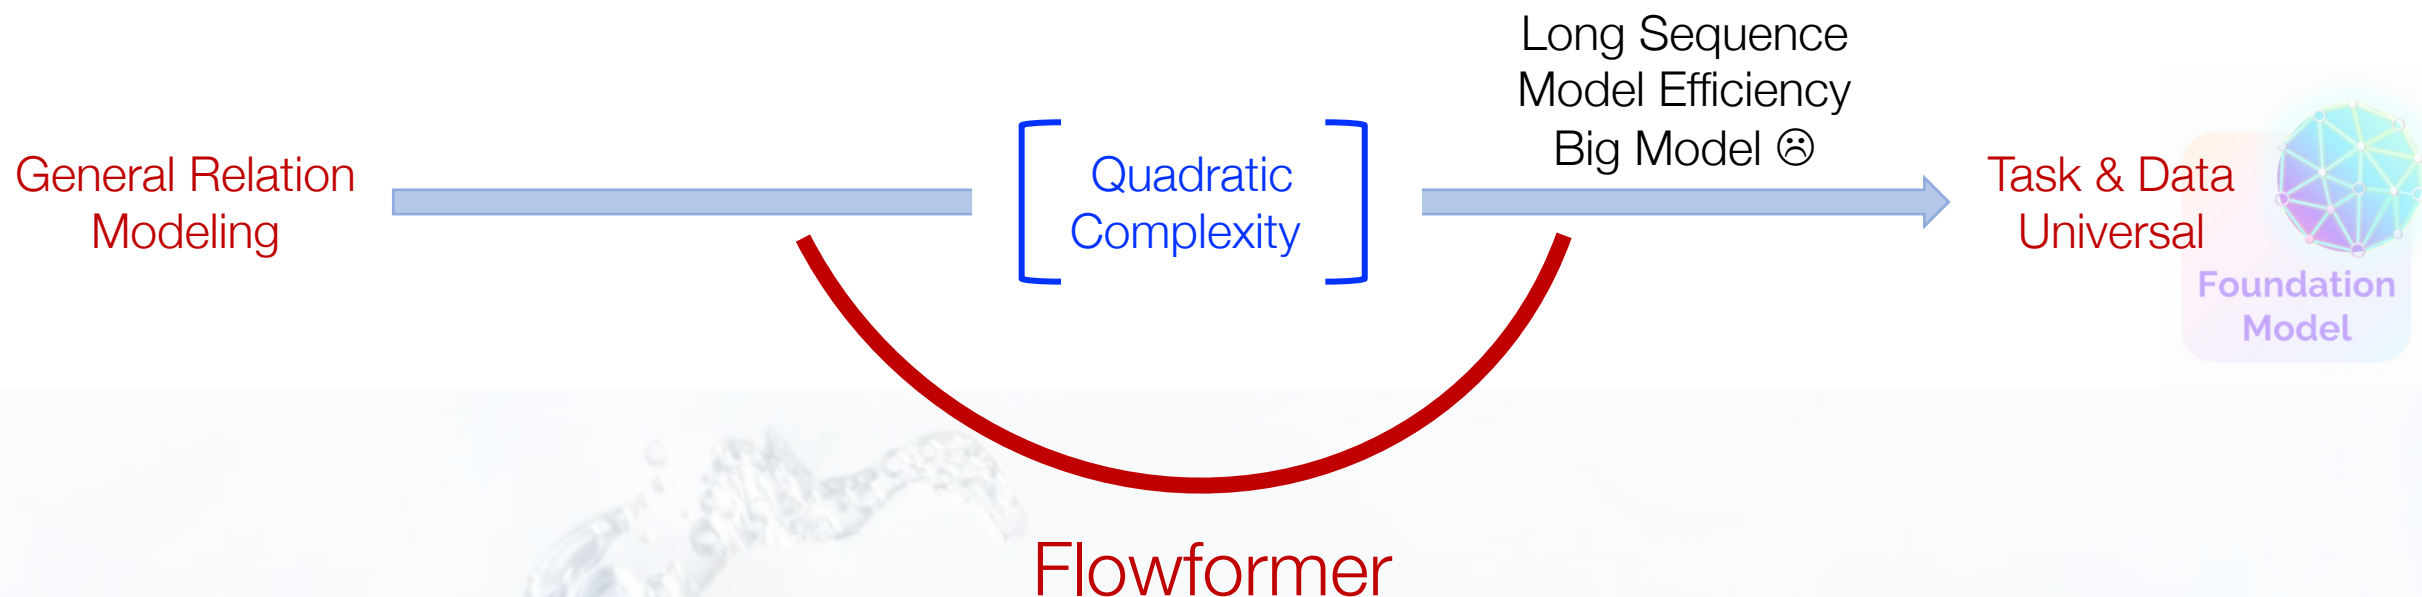 General Relation
Modeling
Quadratic
Complexity
Long Sequence
Model Efficiency
Big Model ☹
Task & Data
Universal
Foundation
Model
Flowformer